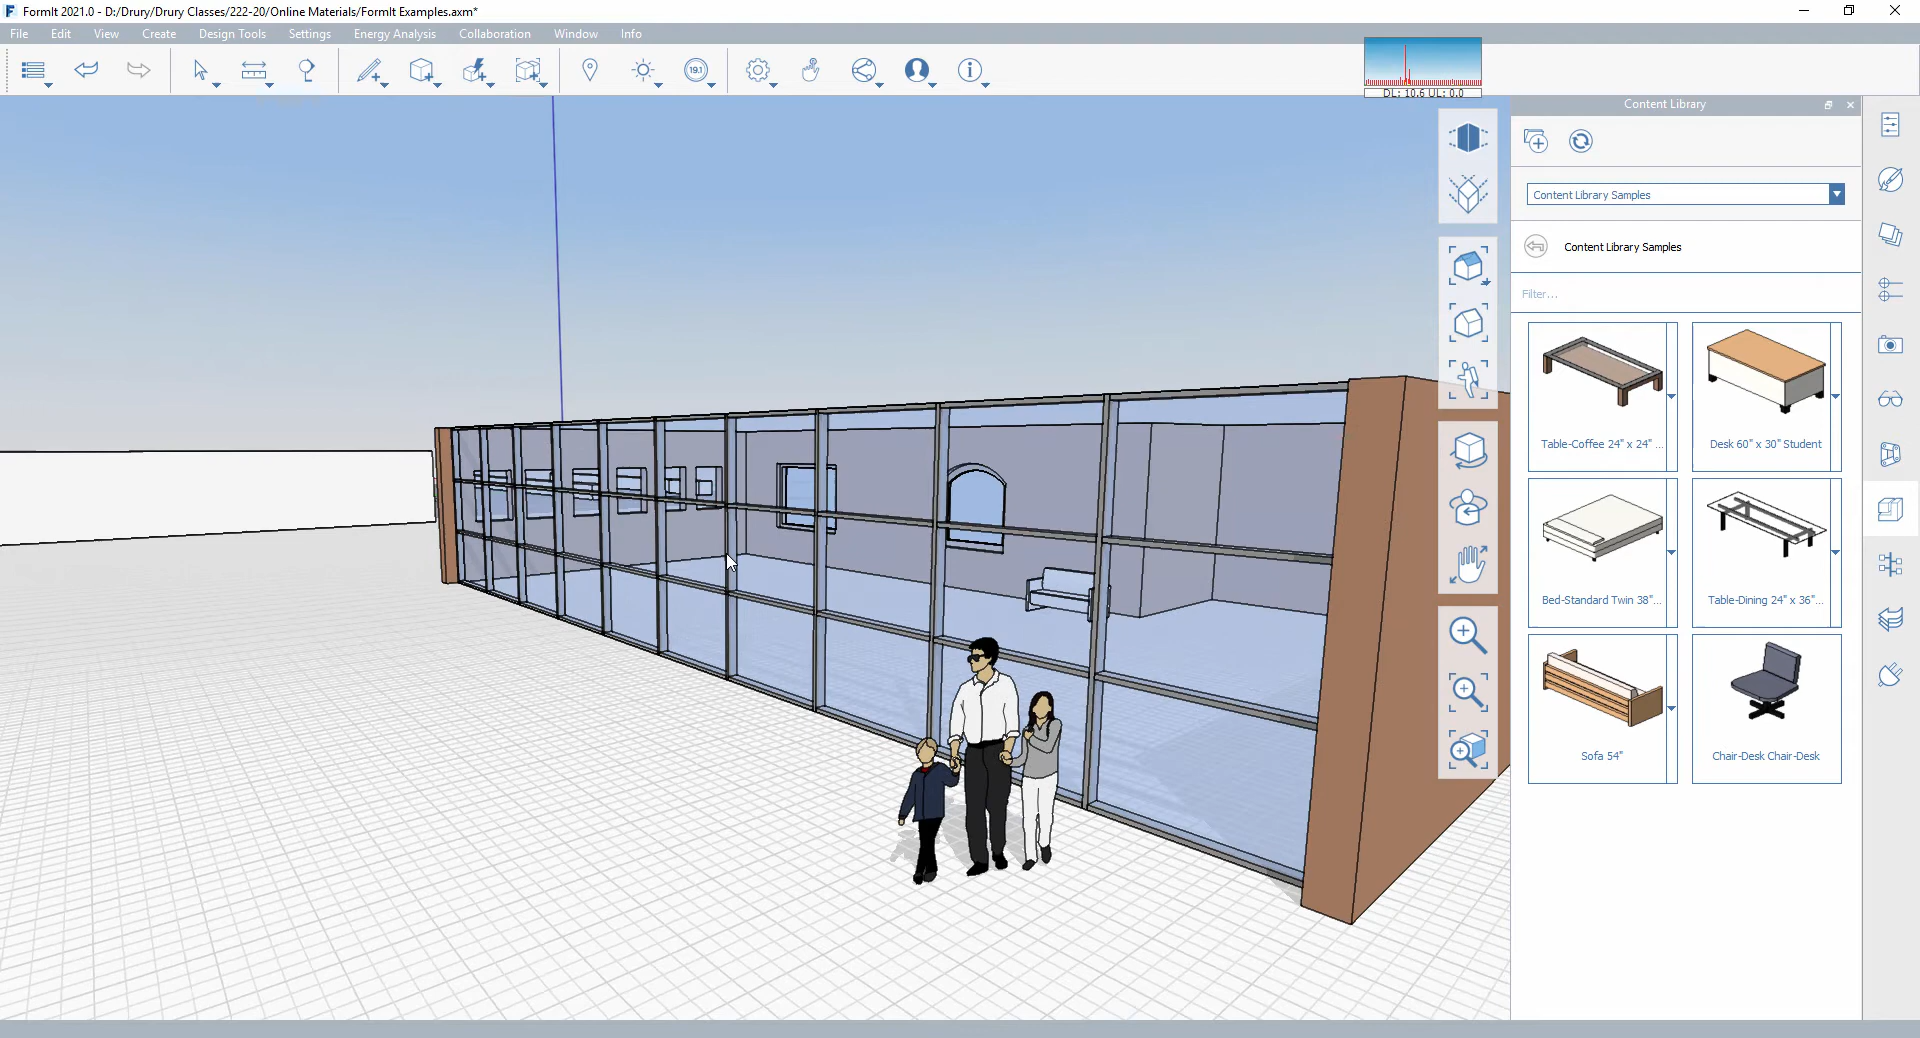 FormIt 2021.0 - D:/Drury/Drury Classes/222-20/Online Materials/FormIt Examples.axm*
File Edit View Create Design Tools Settings Energy Analysis Collaboration Window Info
19.1
DL: 10.6 UL: 0.0
Content Library
Content Library Samples
Content Library Samples
Filter...
Table-Coffee 24" x 24" ...
Desk 60" x 30" Student
Bed-Standard Twin 38"...
Table-Dining 24" x 36"...
Sofa 54"
Chair-Desk Chair-Desk